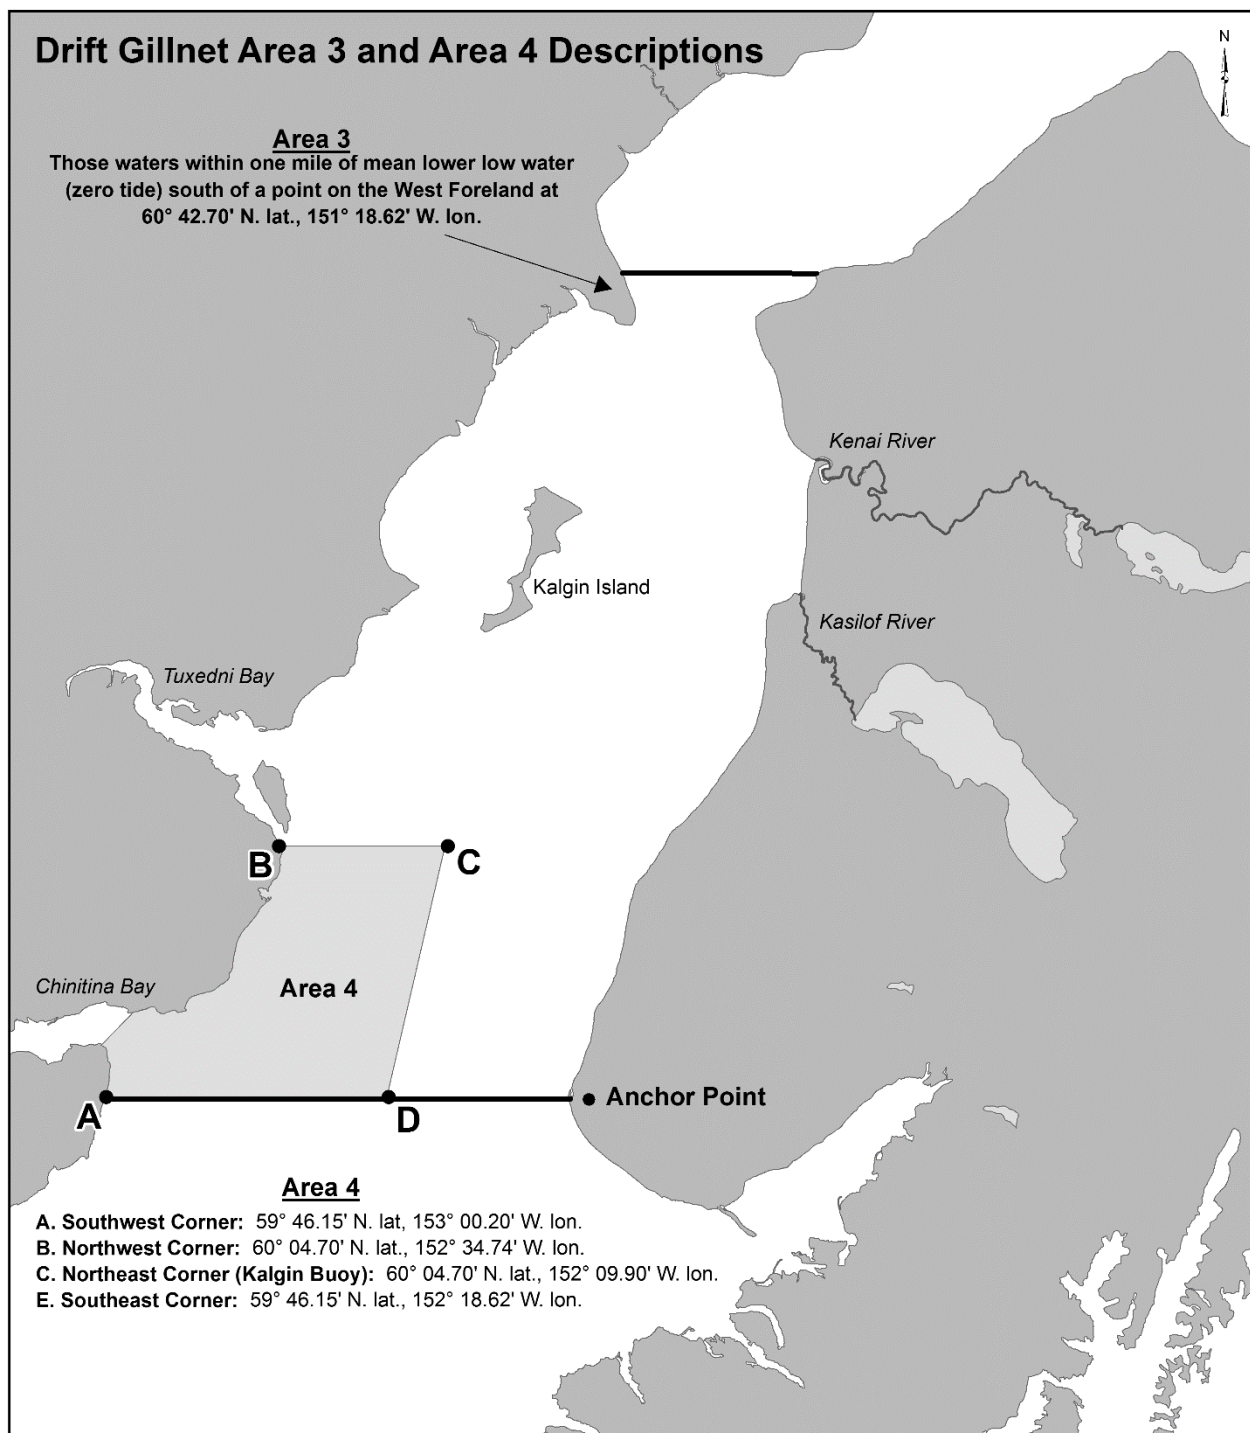 Drift Gillnet Area 3 and Area 4 Descriptions
N
Area 3
Those waters within one mile of mean lower low water
(zero tide) south of a point on the West Foreland at
60° 42.70' N. lat., 151° 18.62' W. lon.
Kenai River
Kalgin Island
Kasilof River
Tuxedni Bay
B
C
Chinitina Bay
Area 4
A
D
Anchor Point
Area 4
A. Southwest Corner: 59° 46.15' N. lat, 153° 00.20' W. lon.
B. Northwest Corner: 60° 04.70' N. lat., 152° 34.74' W. lon.
C. Northeast Corner (Kalgin Buoy): 60° 04.70' N. lat., 152° 09.90' W. lon.
E. Southeast Corner: 59° 46.15' N. lat., 152° 18.62' W. lon.